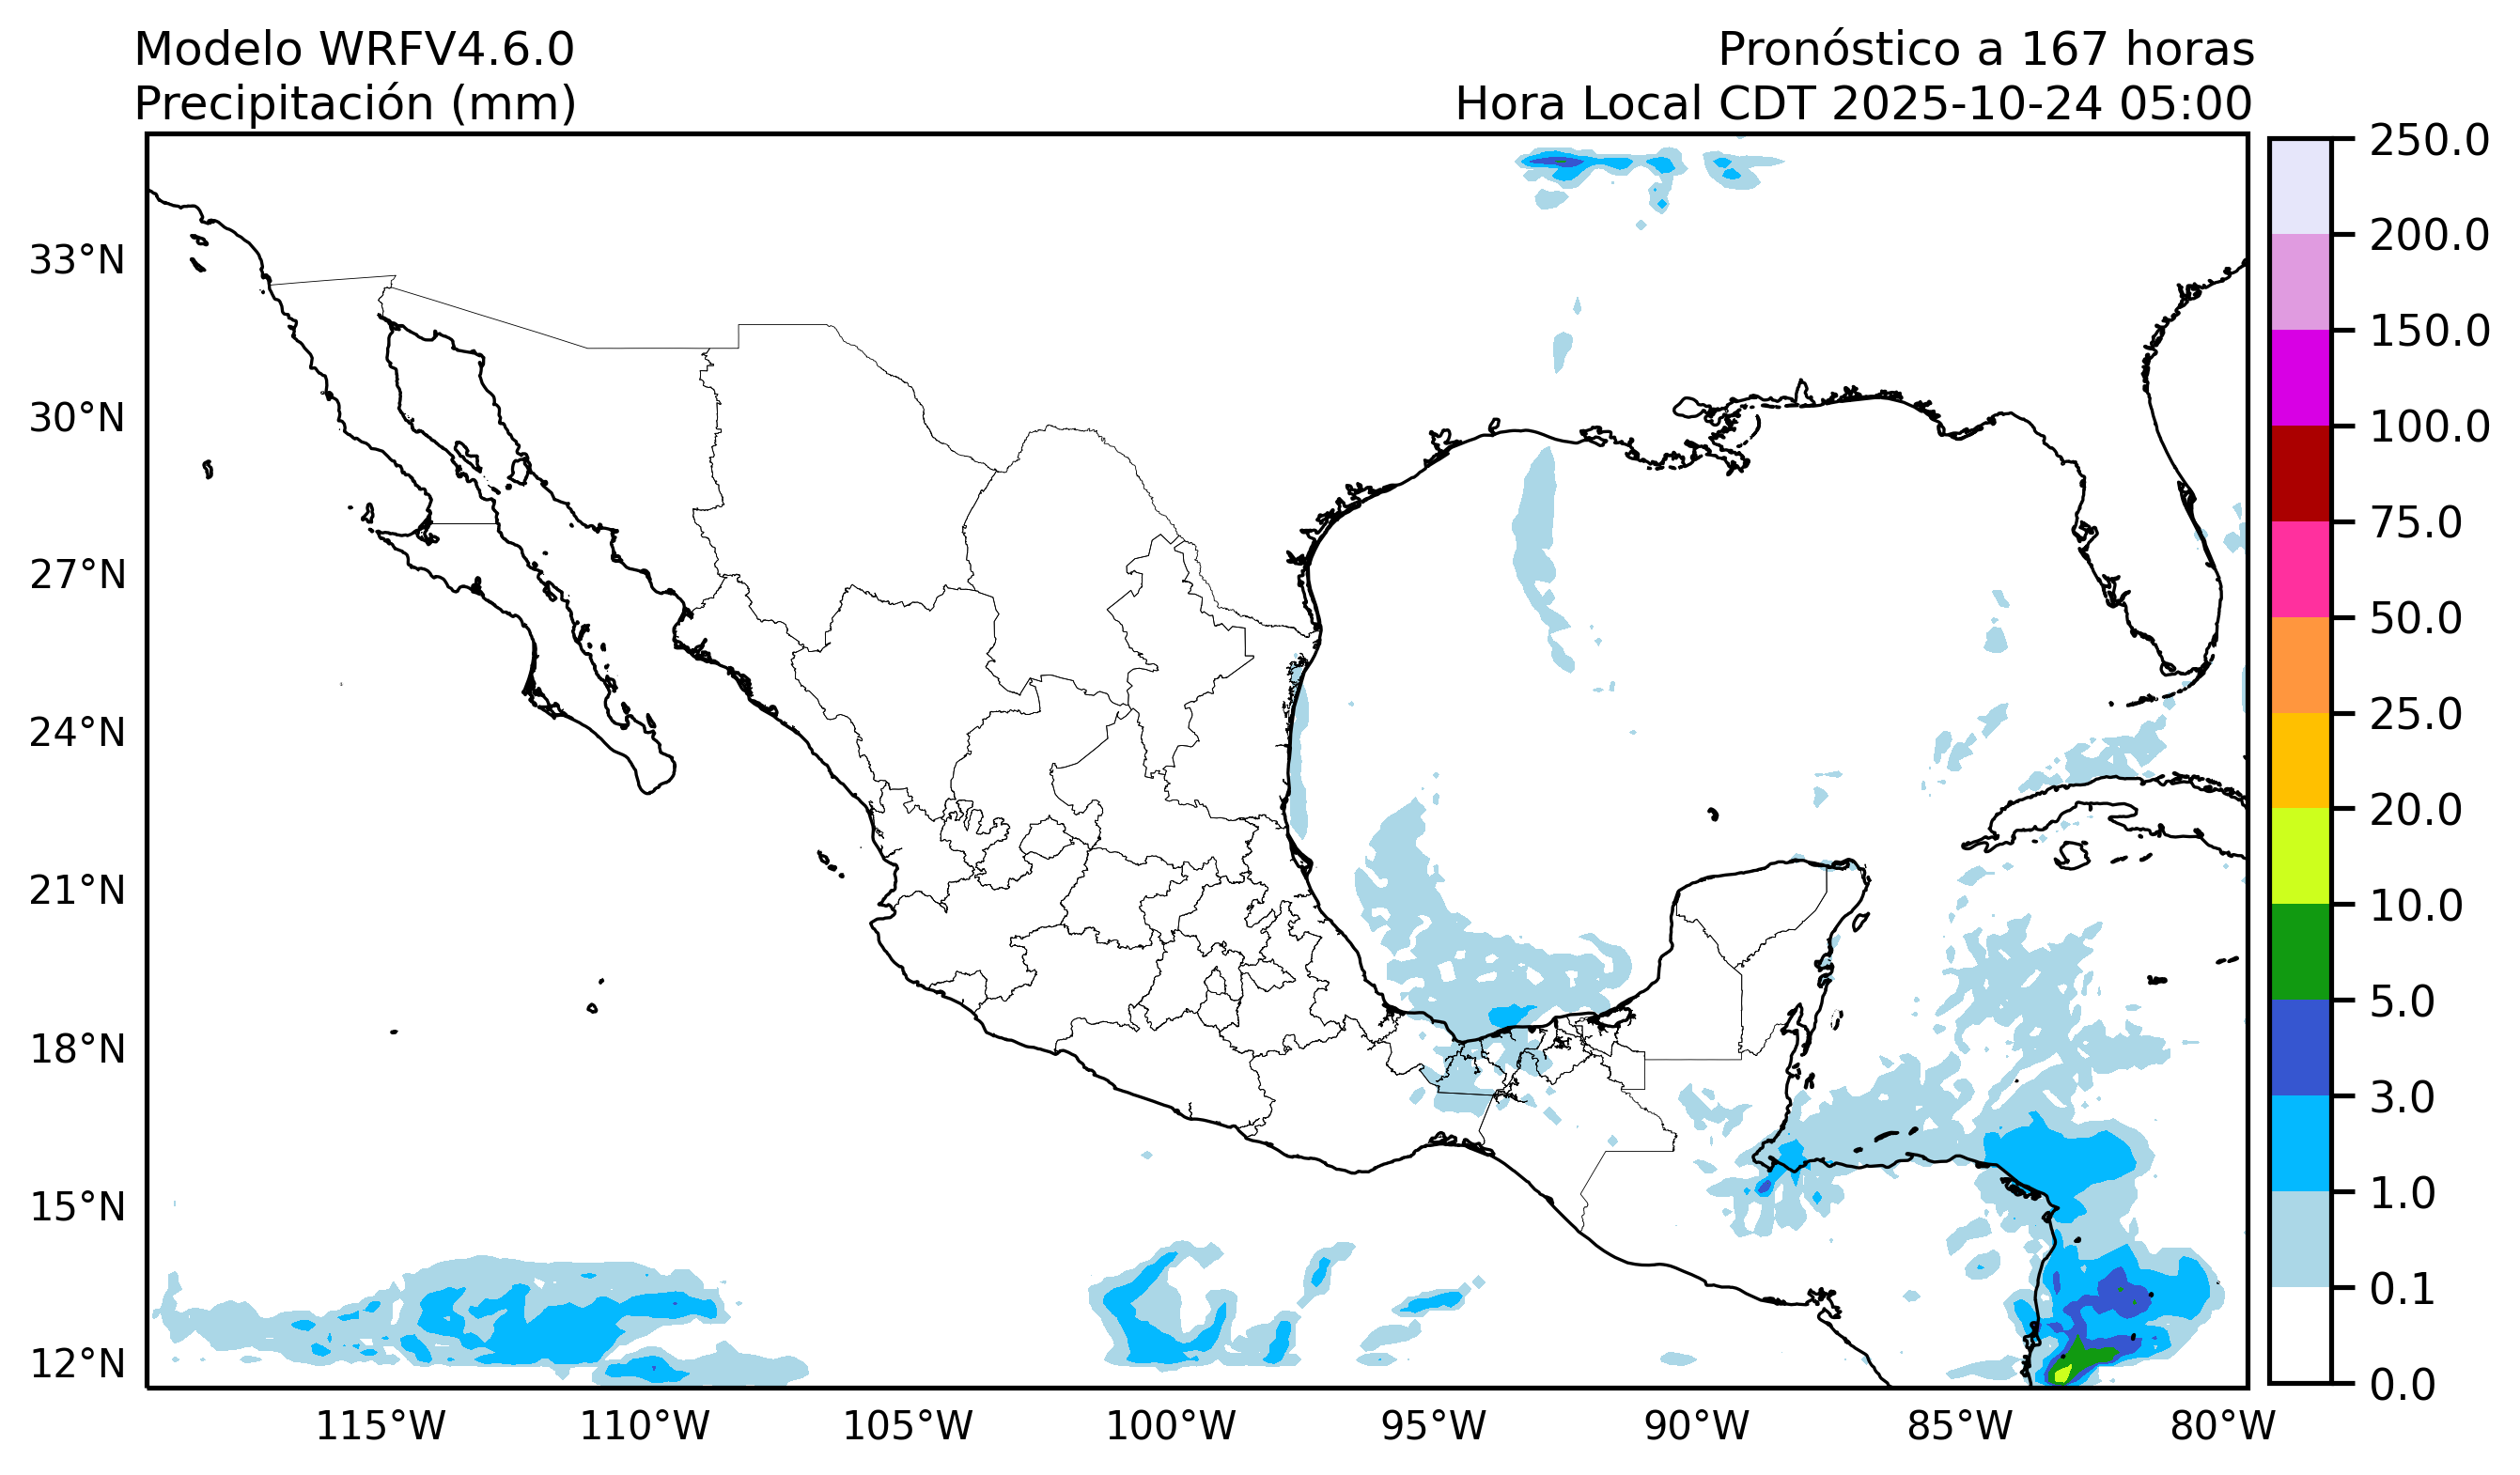 Modelo WRFV4.6.0
Precipitación (mm)
Pronóstico a 167 horas
Hora Local CDT 2025-10-24 05:00
33°N
30°N
27°N
24°N
21°N
18°N
15°N
12°N
115°W
110°W
105°W
100°W
95°W
90°W
85°W
80°W
250.0
200.0
150.0
100.0
75.0
50.0
25.0
20.0
10.0
5.0
3.0
1.0
0.1
0.0